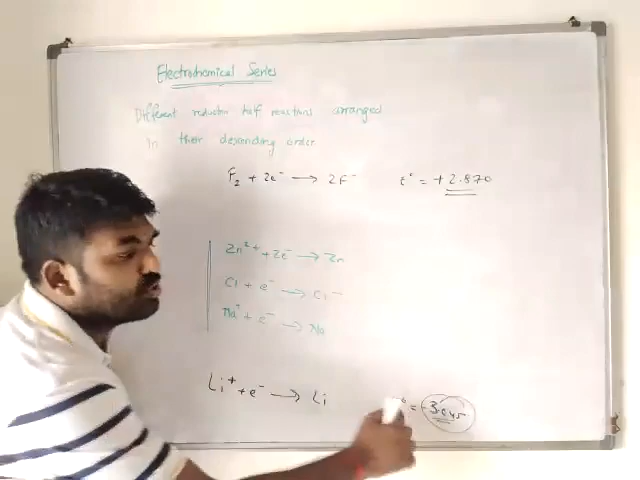 Electrochemical Series
Different reduction half reactions arranged
in their descending order
F₂ + 2e⁻ → 2F⁻ E° = +2.870
Zn²⁺ + 2e⁻ → Zn
Cl + e⁻ → Cl⁻
Na⁺ + e⁻ → Na
Li⁺ + e⁻ → Li = -3.045